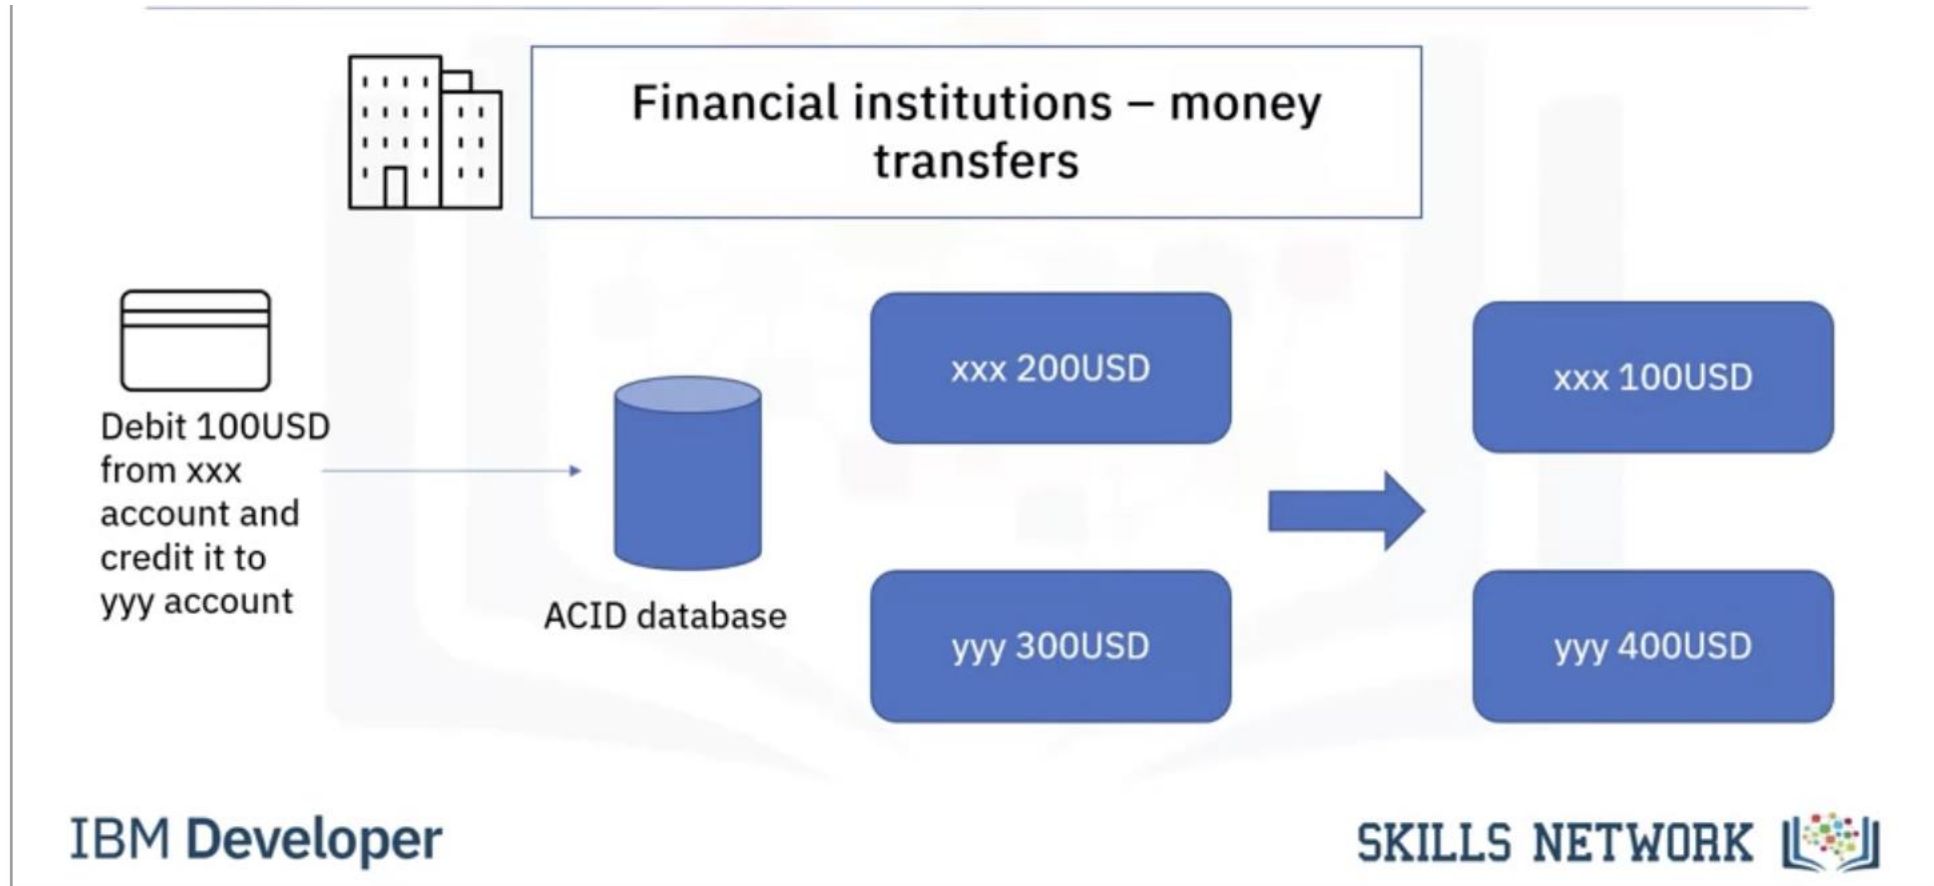 Financial institutions – money
transfers
Debit 100USD
from xxx
account and
credit it to
yyy account
ACID database
xxx 200USD
yyy 300USD
xxx 100USD
yyy 400USD
IBM Developer
SKILLS NETWORK